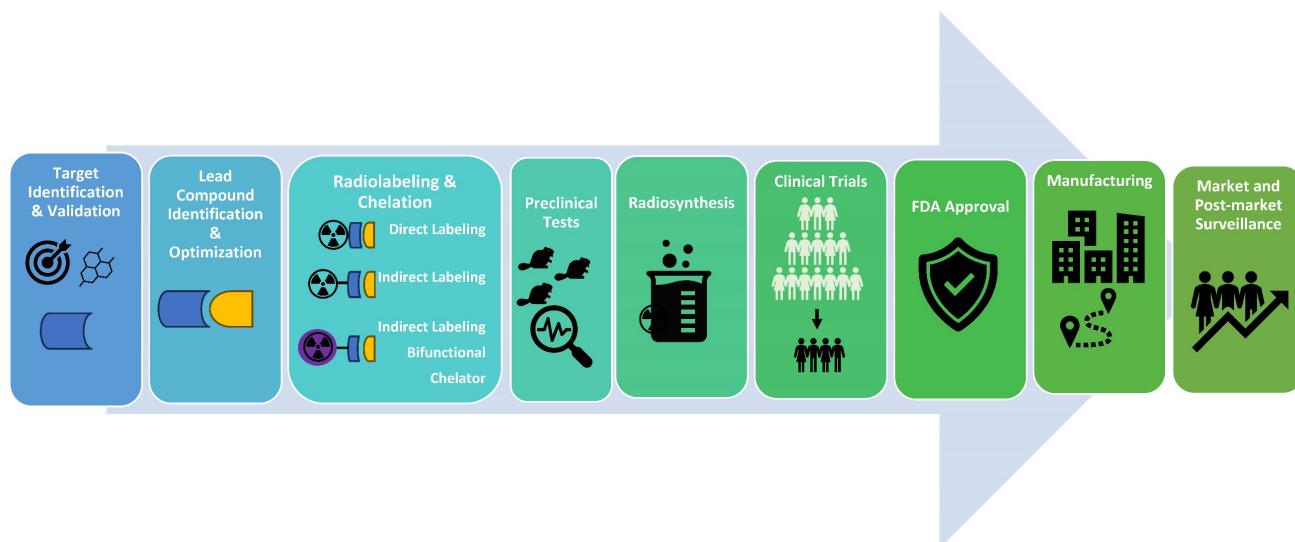 Target
Identification
& Validation
Lead
Compound
Identification
&
Optimization
Radiolabeling &
Chelation
Direct Labeling
Indirect Labeling
Indirect Labeling
Bifunctional
Chelator
Preclinical
Tests
Radiosynthesis
Clinical Trials
FDA Approval
Manufacturing
Market and
Post-market
Surveillance